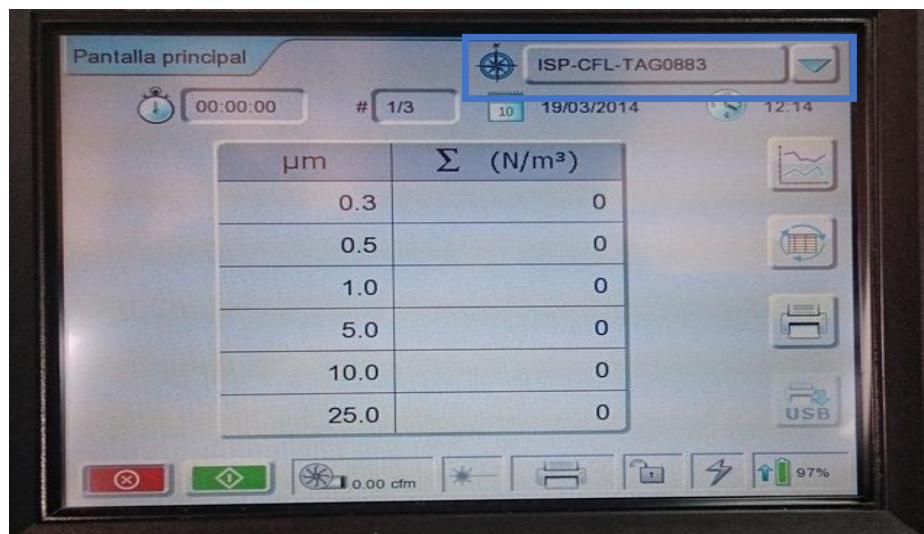 Pantalla principal
ISP-CFL-TAG0883
00:00:00 # 1/3 10 19/03/2014 12:14
µm Σ (N/m³)
0.3 0
0.5 0
1.0 0
5.0 0
10.0 0
25.0 0
USB
0.00 cfm 97%